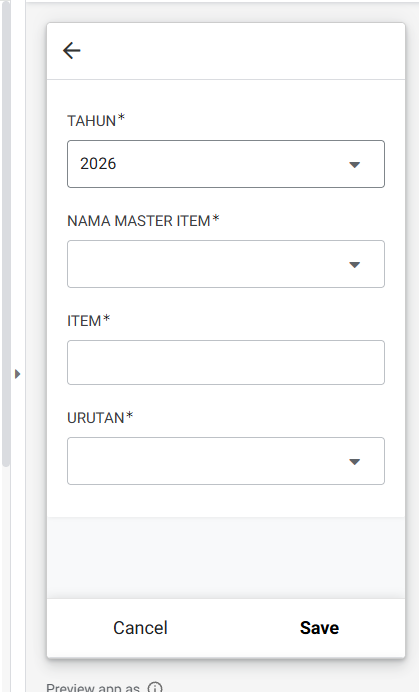 TAHUN*
2026
NAMA MASTER ITEM*
ITEM*
URUTAN*
Cancel Save
Preview app as